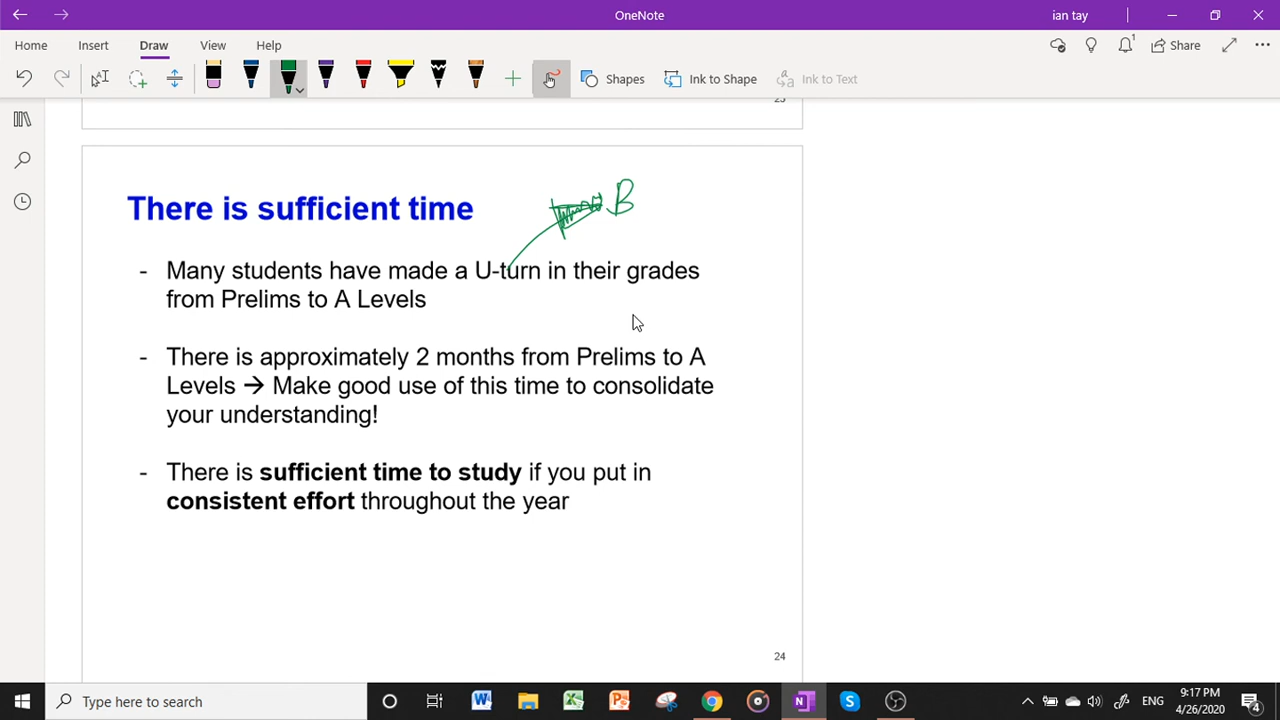 OneNote
ian tay
Home Insert Draw View Help
Share
Shapes
Ink to Shape
Ink to Text
23
There is sufficient time
B
- Many students have made a U-turn in their grades
from Prelims to A Levels
- There is approximately 2 months from Prelims to A
Levels → Make good use of this time to consolidate
your understanding!
- There is sufficient time to study if you put in
consistent effort throughout the year
24
Type here to search
ENG
9:17 PM
4/26/2020
4